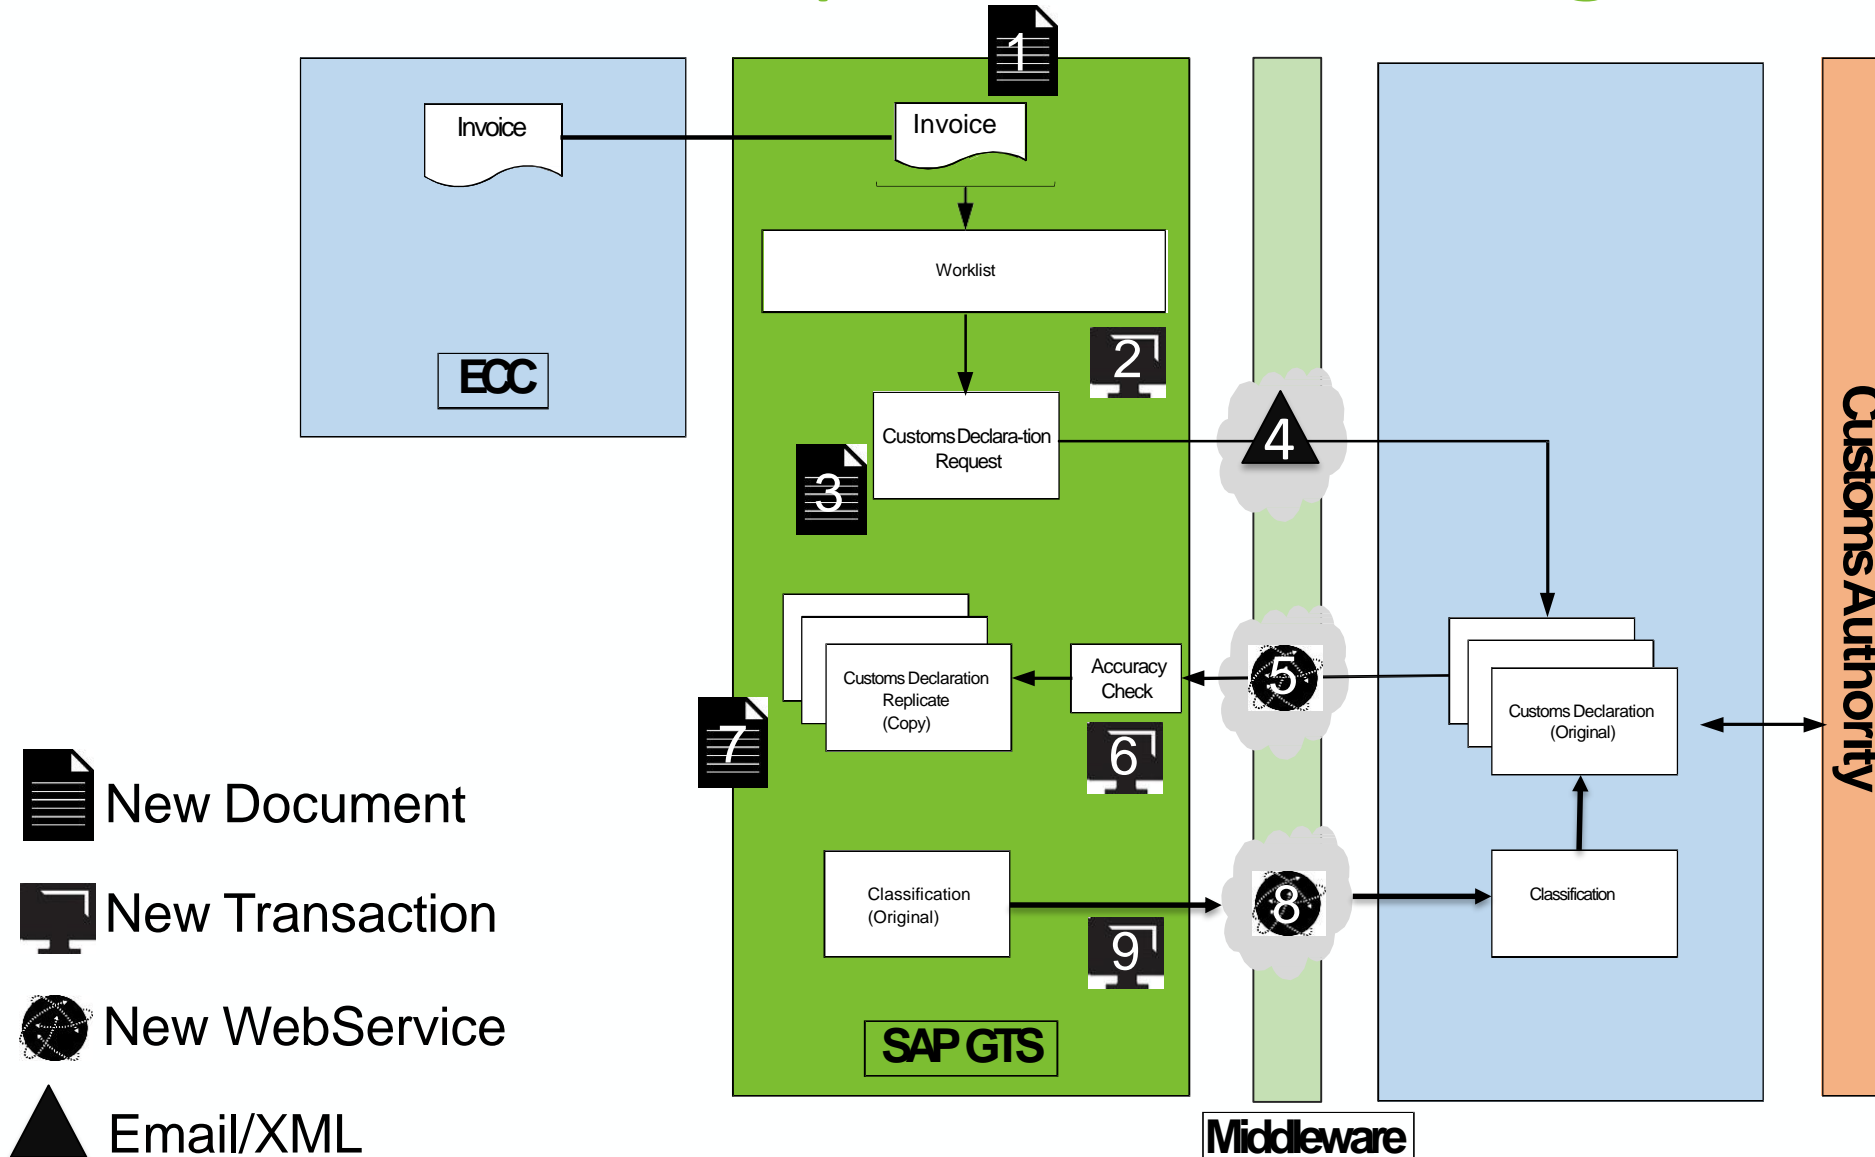 1
Invoice
Invoice
Worklist
2
ECC
Customs Declara-tion
Request
3
4
Customs Authority
Accuracy
Check
5
Customs Declaration
Replicate
(Copy)
Customs Declaration
(Original)
7
6
New Document
Classification
(Original)
8
Classification
New Transaction
9
New WebService
SAP GTS
Email/XML
Middleware